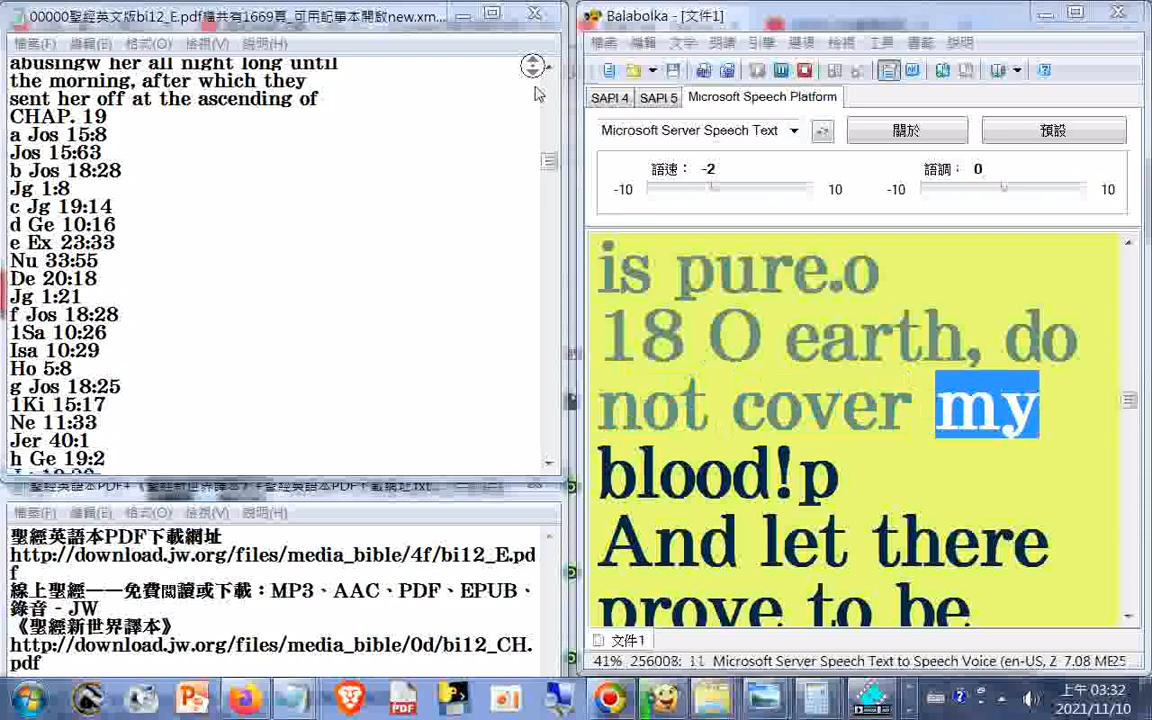 00000聖經英文版bi12_E.pdf檔共有1669頁_可用記事本開啟new.xm...
檔案(F) 編輯(E) 格式(O) 檢視(V) 說明(H)
abusingw her all night long until
the morning, after which they
sent her off at the ascending of
CHAP. 19
a Jos 15:8
Jos 15:63
b Jos 18:28
Jg 1:8
c Jg 19:14
d Ge 10:16
e Ex 23:33
Nu 33:55
De 20:18
Jg 1:21
f Jos 18:28
1Sa 10:26
Isa 10:29
Ho 5:8
g Jos 18:25
1Ki 15:17
Ne 11:33
Jer 40:1
h Ge 19:2
檔案(F) 編輯(E) 格式(O) 檢視(V) 說明(H)
聖經英語本PDF下載網址
http://download.jw.org/files/media_bible/4f/bi12_E.pd
f
線上聖經——免費閱讀或下載：MP3、AAC、PDF、EPUB、
錄音 - JW
《聖經新世界譯本》
http://download.jw.org/files/media_bible/0d/bi12_CH.
pdf
Balabolka - [文件1]
檔案 編輯 文字 朗讀 引擎 選項 檢視 工具 書籤 說明
SAPI 4 SAPI 5 Microsoft Speech Platform
Microsoft Server Speech Text 關於 預設
語速： -2 語調： 0
-10 10 -10 10
is pure.o
18 O earth, do
not cover my
blood!p
And let there
prove to be
文件1
41% 256008: 11 Microsoft Server Speech Text to Speech Voice (en-US, Z 7.08 ME25
上午 03:32
2021/11/10